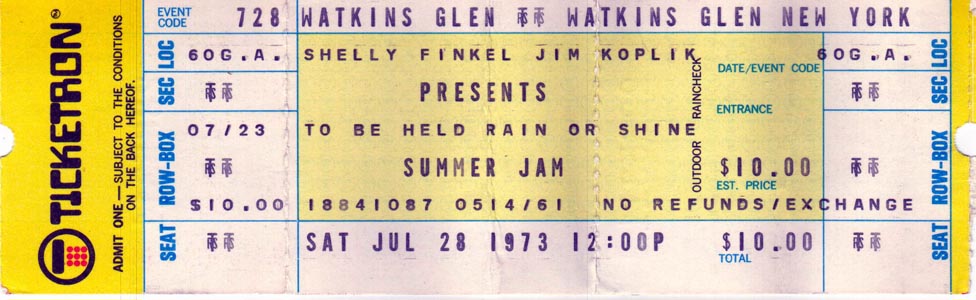 TICKETRON®
ADMIT ONE — SUBJECT TO THE CONDITIONS
ON THE BACK HEREOF.
EVENT CODE 728 WATKINS GLEN TS WATKINS GLEN NEW YORK
SEC LOC 60G.A. SHELLY FINKEL JIM KOPLIK DATE/EVENT CODE 60G.A. SEC LOC
PRESENTS
ENTRANCE
OUTDOOR RAINCHECK
ROW-BOX 07/23 TO BE HELD RAIN OR SHINE ROW-BOX
SUMMER JAM $10.00
EST. PRICE
$10.00 18841087 0514/61 NO REFUNDS/EXCHANGE
SEAT SAT JUL 28 1973 12:00P $10.00 SEAT
TOTAL